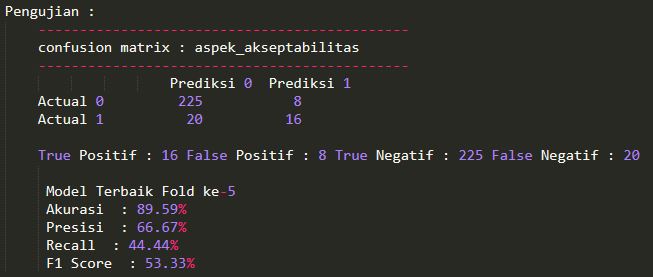 Pengujian :
---------------------------------------------
confusion matrix : aspek_akseptabilitas
---------------------------------------------
Prediksi 0 Prediksi 1
Actual 0 225 8
Actual 1 20 16
True Positif : 16 False Positif : 8 True Negatif : 225 False Negatif : 20
Model Terbaik Fold ke-5
Akurasi : 89.59%
Presisi : 66.67%
Recall : 44.44%
F1 Score : 53.33%